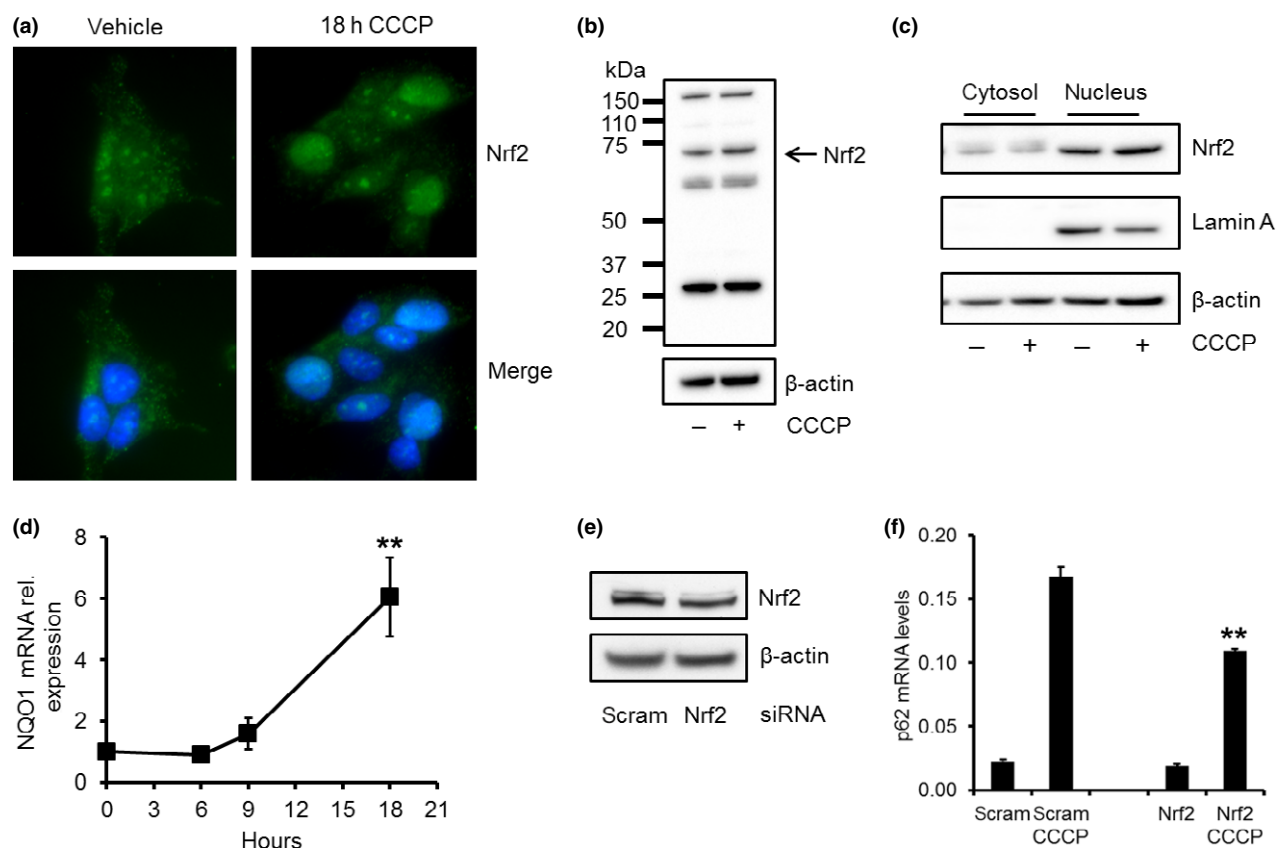 (a)
Vehicle
18 h CCCP
Nrf2
Merge
(b)
kDa
150
110
75
50
37
25
20
Nrf2
β-actin
– + CCCP
(c)
Cytosol Nucleus
Nrf2
Lamin A
β-actin
– + – + CCCP
(d)
NQO1 mRNA rel.
expression
8
6
4
2
0
**
0 3 6 9 12 15 18 21
Hours
(e)
Nrf2
β-actin
Scram Nrf2 siRNA
(f)
p62 mRNA levels
0.20
0.15
0.10
0.05
0.00
**
Scram Scram Nrf2 Nrf2
CCCP CCCP